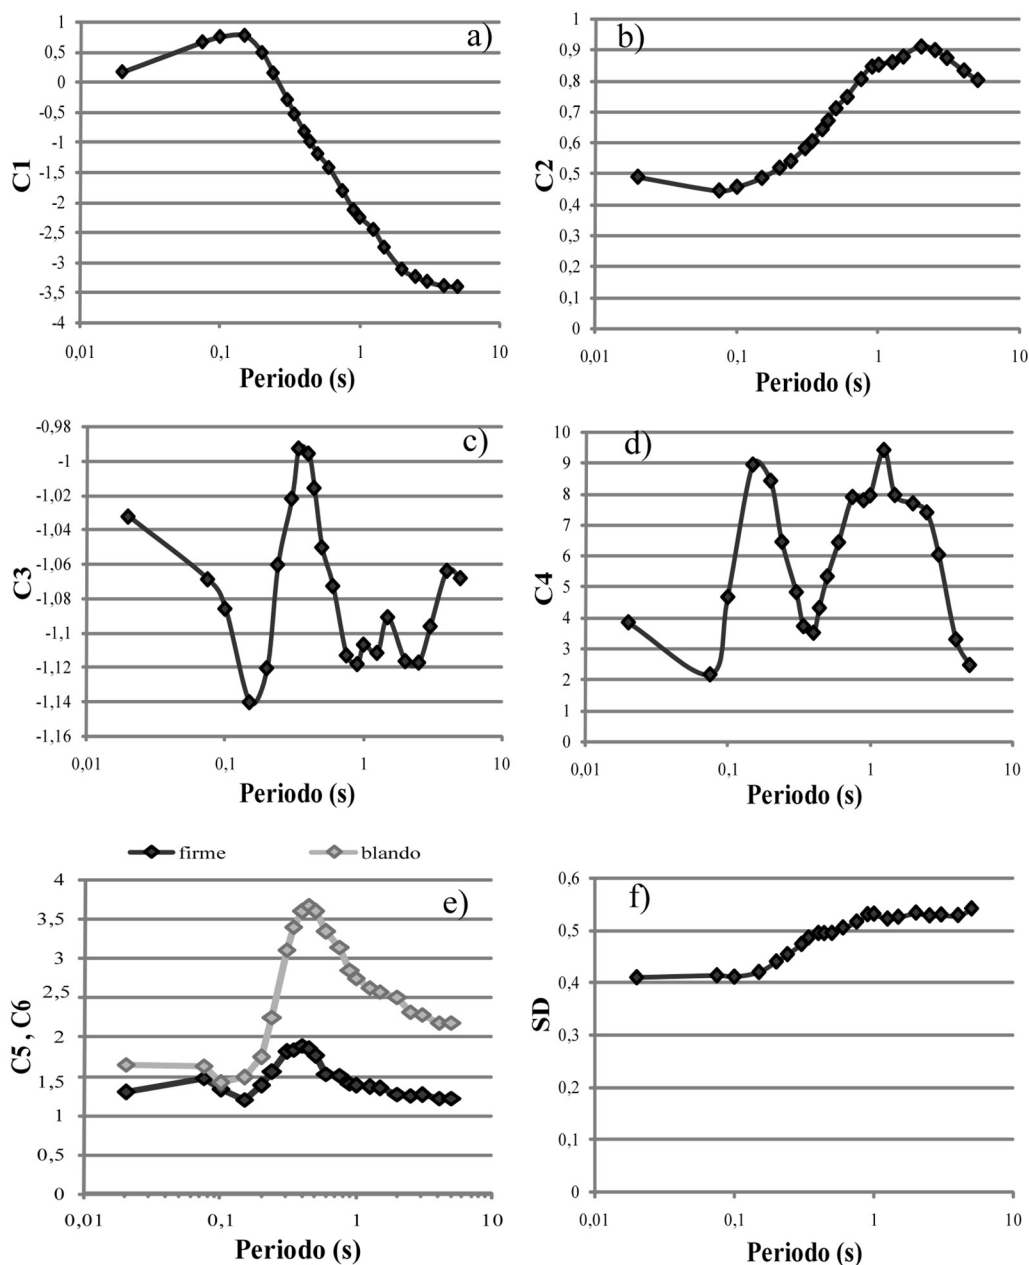 a)
1
0,5
0
-0,5
-1
-1,5
-2
-2,5
-3
-3,5
-4
C1
0,01 0,1 1 10
Periodo (s)
b)
1
0,9
0,8
0,7
0,6
0,5
0,4
0,3
0,2
0,1
0
C2
0,01 0,1 1 10
Periodo (s)
c)
-0,98
-1
-1,02
-1,04
-1,06
-1,08
-1,1
-1,12
-1,14
-1,16
C3
0,01 0,1 1 10
Periodo (s)
d)
10
9
8
7
6
5
4
3
2
1
0
C4
0,01 0,1 1 10
Periodo (s)
firme blando
e)
4
3,5
3
2,5
2
1,5
1
0,5
0
C5 , C6
0,01 0,1 1 10
Periodo (s)
f)
0,6
0,5
0,4
0,3
0,2
0,1
0
SD
0,01 0,1 1 10
Periodo (s)